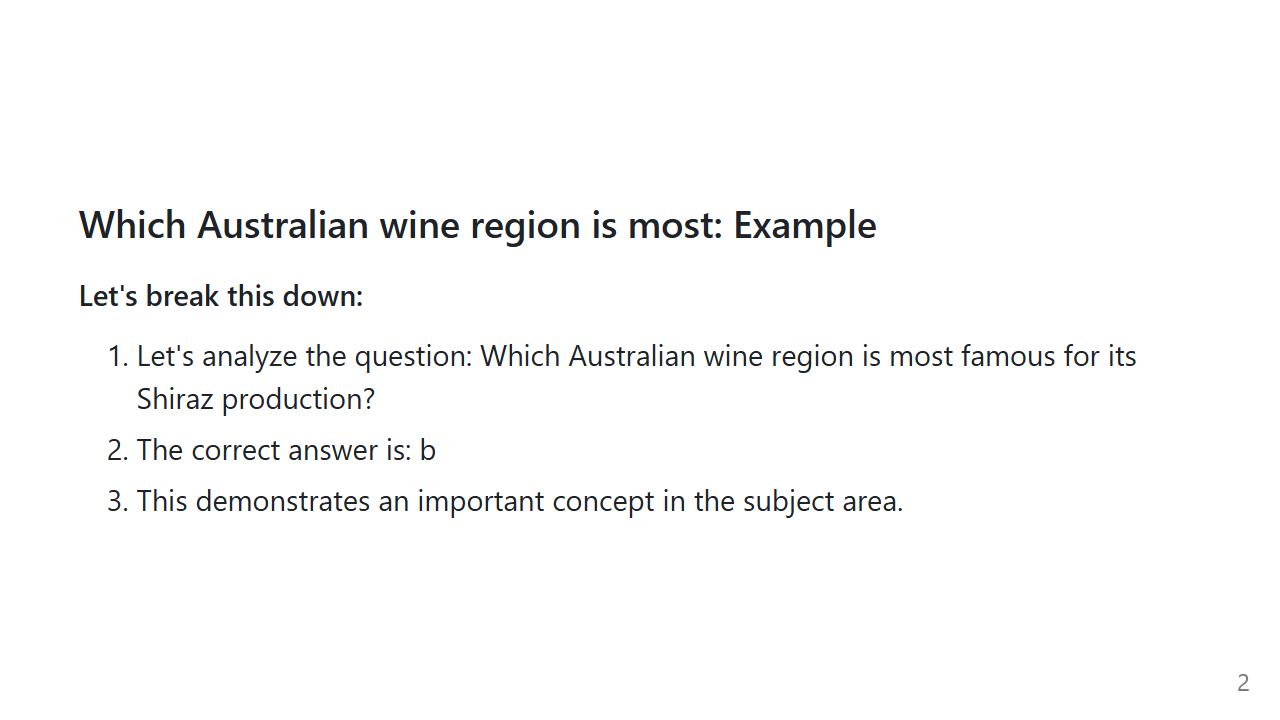 Which Australian wine region is most: Example
Let's break this down:
1. Let's analyze the question: Which Australian wine region is most famous for its
Shiraz production?
2. The correct answer is: b
3. This demonstrates an important concept in the subject area.
2